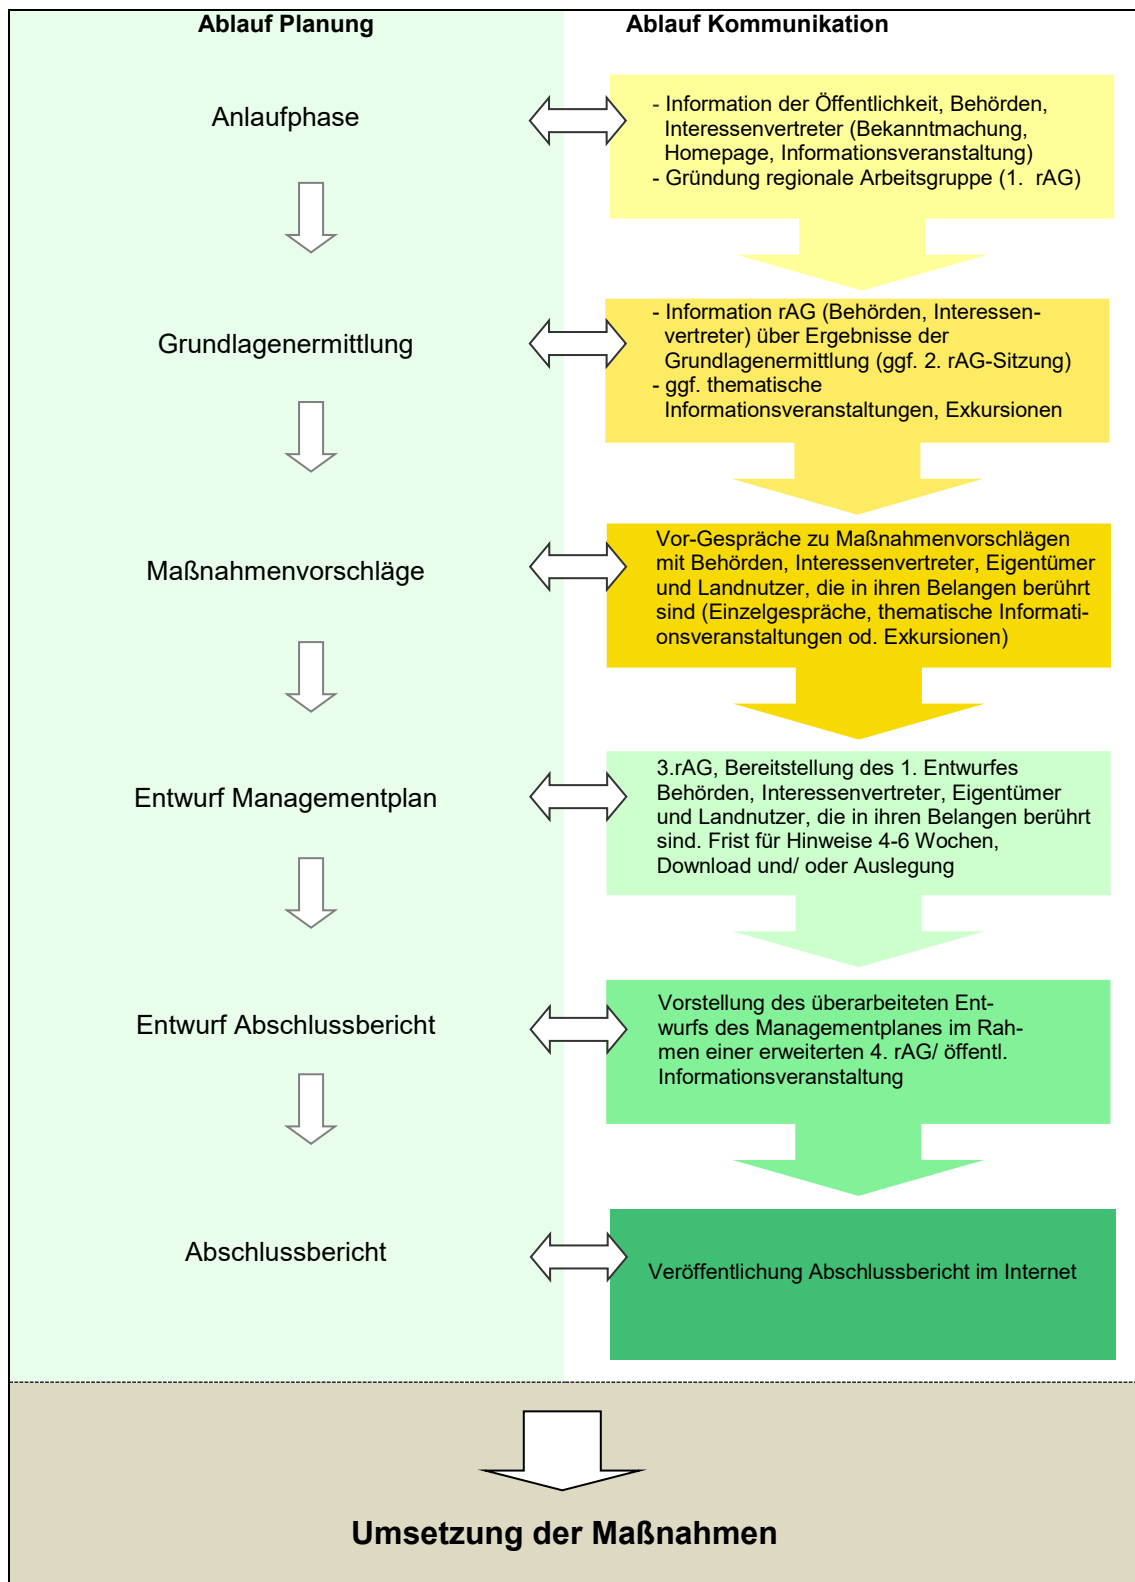 Ablauf Planung
Ablauf Kommunikation
Anlaufphase
- Information der Öffentlichkeit, Behörden,
Interessenvertreter (Bekanntmachung,
Homepage, Informationsveranstaltung)
- Gründung regionale Arbeitsgruppe (1. rAG)
Grundlagenermittlung
- Information rAG (Behörden, Interessen-
vertreter) über Ergebnisse der
Grundlagenermittlung (ggf. 2. rAG-Sitzung)
- ggf. thematische
Informationsveranstaltungen, Exkursionen
Maßnahmenvorschläge
Vor-Gespräche zu Maßnahmenvorschlägen
mit Behörden, Interessenvertreter, Eigentümer
und Landnutzer, die in ihren Belangen berührt
sind (Einzelgespräche, thematische Informati-
onsveranstaltungen od. Exkursionen)
Entwurf Managementplan
3.rAG, Bereitstellung des 1. Entwurfes
Behörden, Interessenvertreter, Eigentümer
und Landnutzer, die in ihren Belangen berührt
sind. Frist für Hinweise 4-6 Wochen,
Download und/ oder Auslegung
Entwurf Abschlussbericht
Vorstellung des überarbeiteten Ent-
wurfs des Managementplanes im Rah-
men einer erweiterten 4. rAG/ öffentl.
Informationsveranstaltung
Abschlussbericht
Veröffentlichung Abschlussbericht im Internet
Umsetzung der Maßnahmen